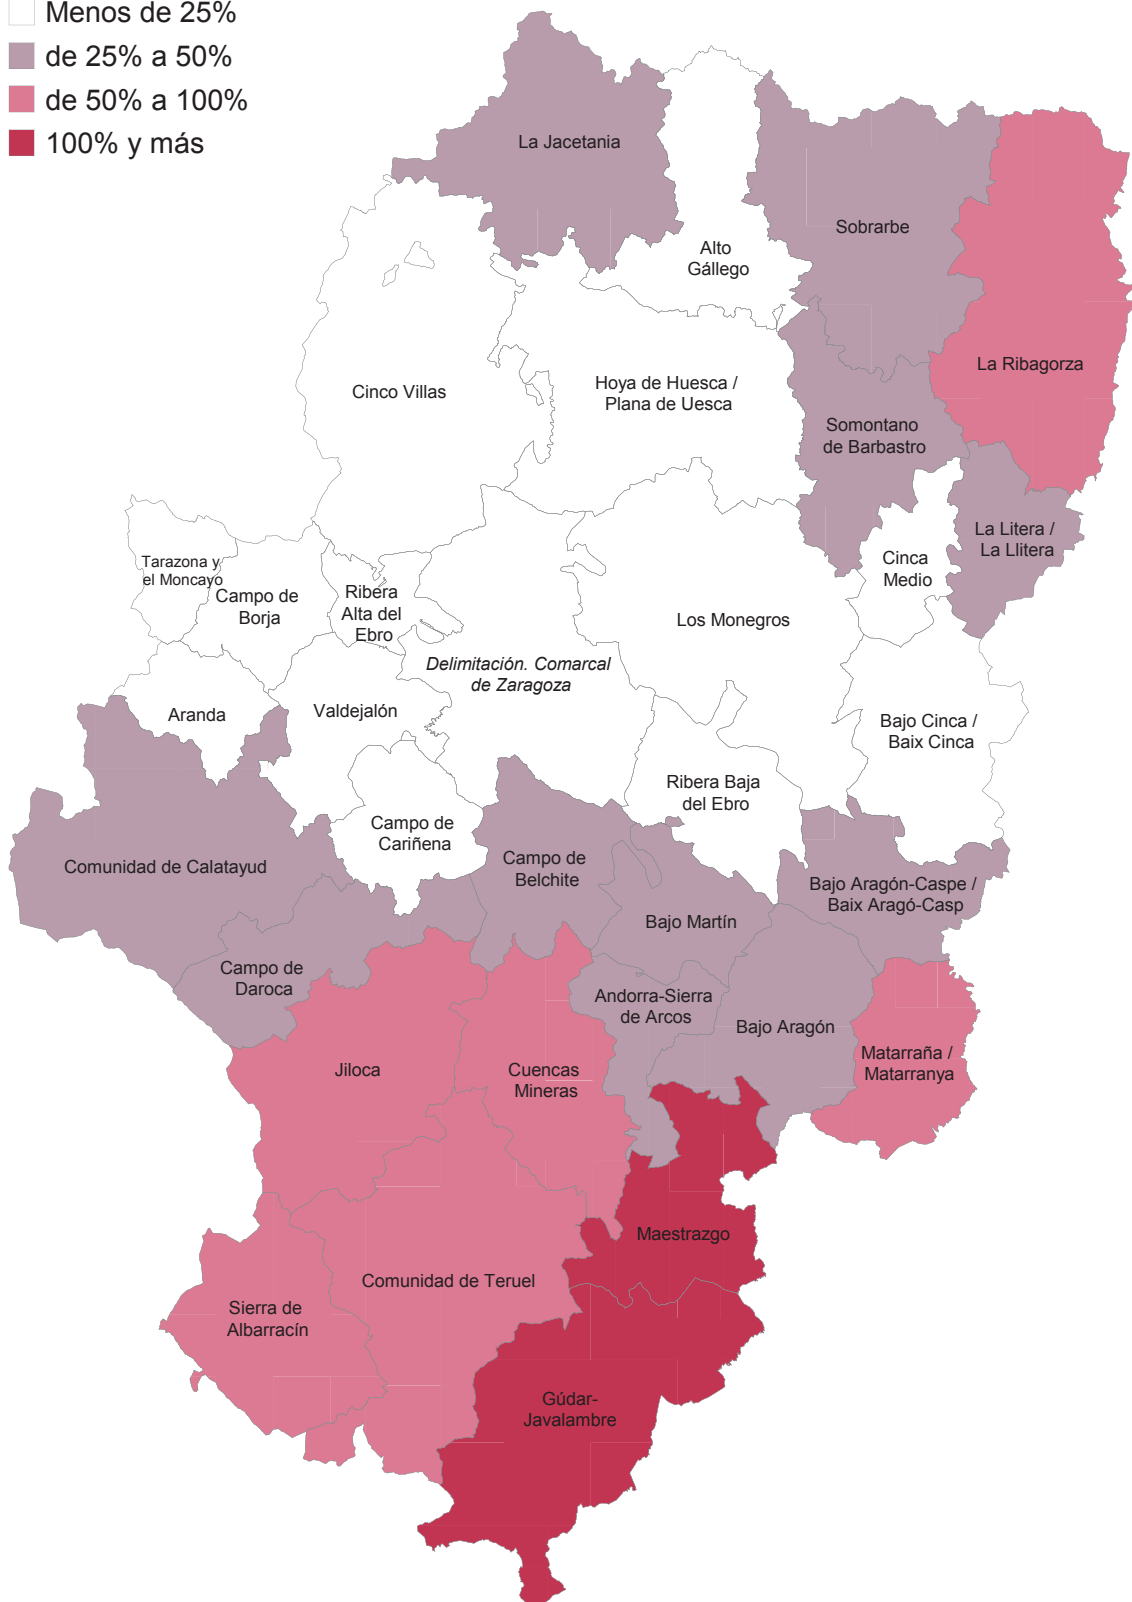 Menos de 25%
de 25% a 50%
de 50% a 100%
100% y más
La Jacetania
Sobrarbe
Alto
Gállego
La Ribagorza
Cinco Villas
Hoya de Huesca /
Plana de Uesca
Somontano
de Barbastro
La Litera /
La Llitera
Tarazona y
el Moncayo
Cinca
Medio
Campo de
Borja
Ribera
Alta del
Ebro
Los Monegros
Delimitación. Comarcal
de Zaragoza
Aranda
Valdejalón
Bajo Cinca /
Baix Cinca
Ribera Baja
del Ebro
Campo de
Cariñena
Comunidad de Calatayud
Campo de
Belchite
Bajo Aragón-Caspe /
Baix Aragó-Casp
Bajo Martín
Campo de
Daroca
Andorra-Sierra
de Arcos
Bajo Aragón
Jiloca
Cuencas
Mineras
Matarraña /
Matarranya
Maestrazgo
Comunidad de Teruel
Sierra de
Albarracín
Gúdar-
Javalambre